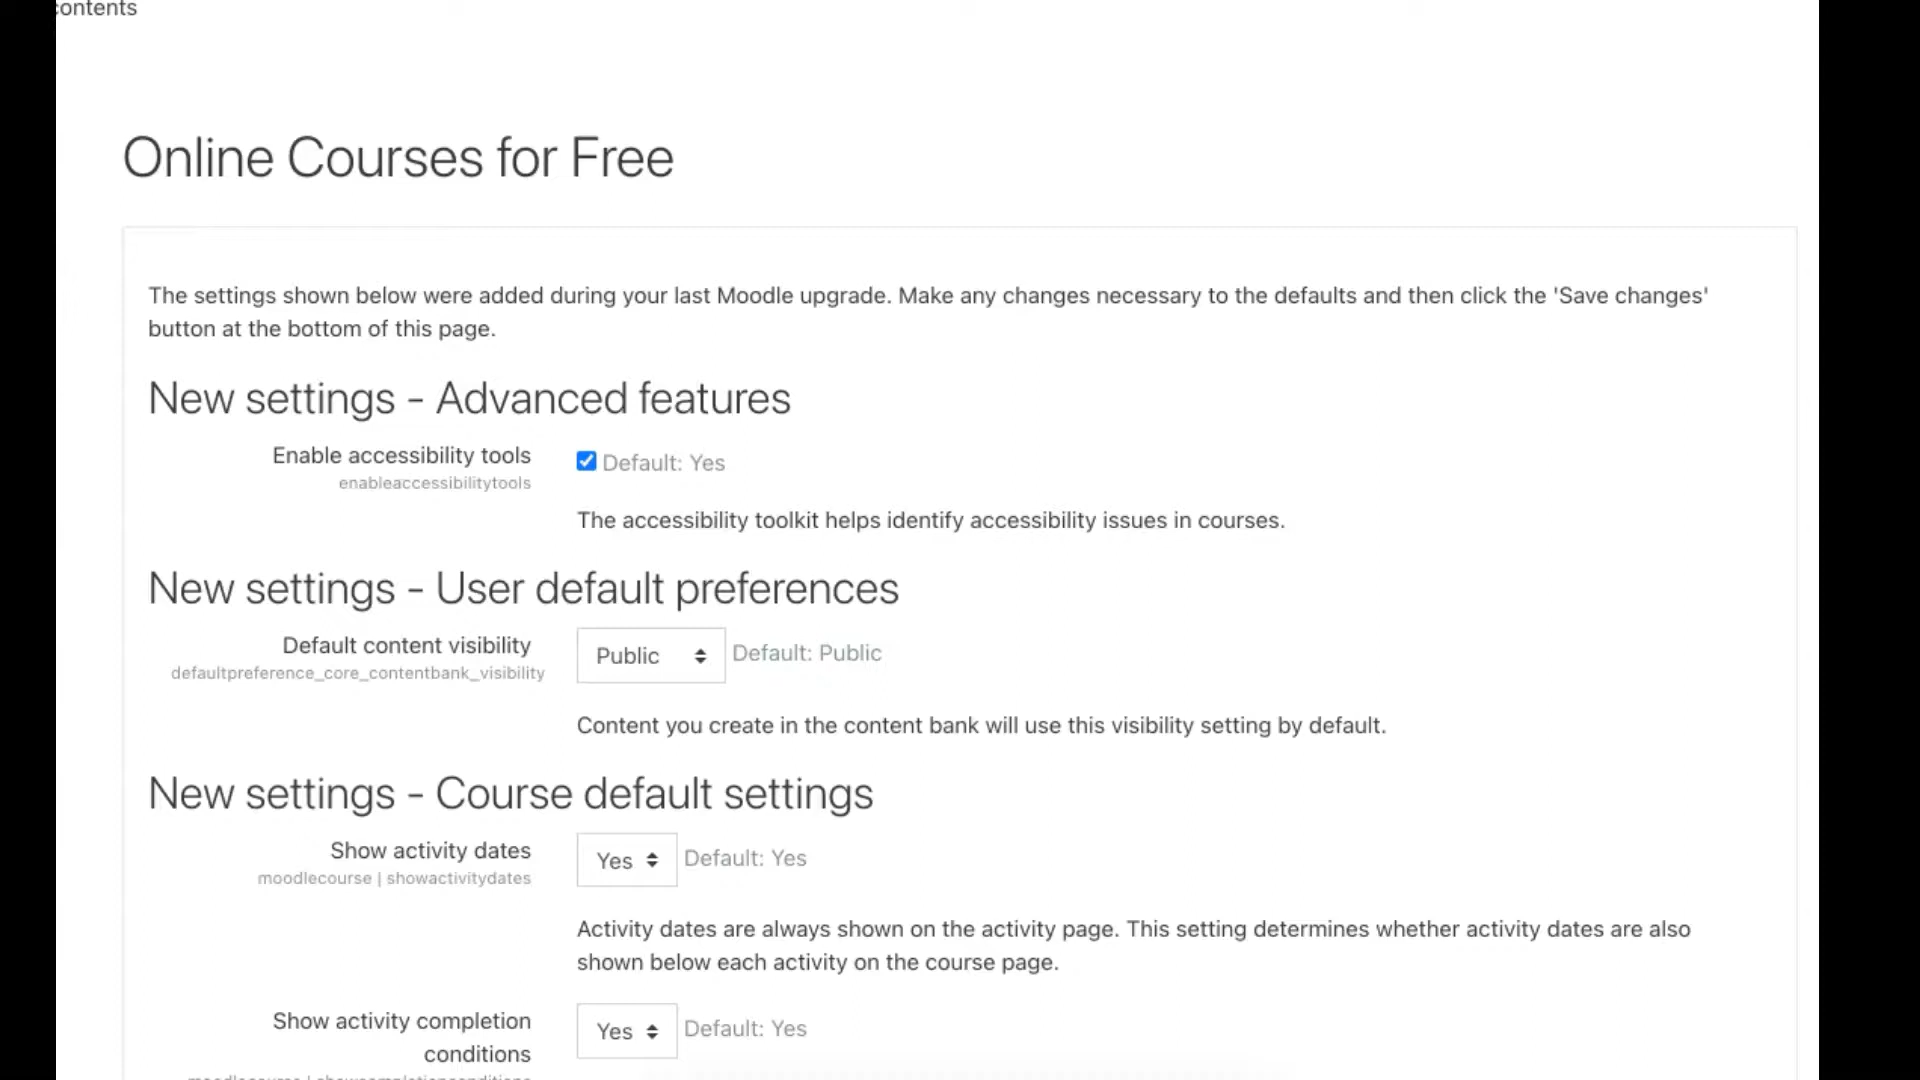 contents
Online Courses for Free
The settings shown below were added during your last Moodle upgrade. Make any changes necessary to the defaults and then click the 'Save changes'
button at the bottom of this page.
New settings - Advanced features
Enable accessibility tools
enableaccessibilitytools
Default: Yes
The accessibility toolkit helps identify accessibility issues in courses.
New settings - User default preferences
Default content visibility
defaultpreference_core_contentbank_visibility
Public
Default: Public
Content you create in the content bank will use this visibility setting by default.
New settings - Course default settings
Show activity dates
moodlecourse | showactivitydates
Yes
Default: Yes
Activity dates are always shown on the activity page. This setting determines whether activity dates are also
shown below each activity on the course page.
Show activity completion
conditions
Yes
Default: Yes
moodlecourse | showcompletionconditions